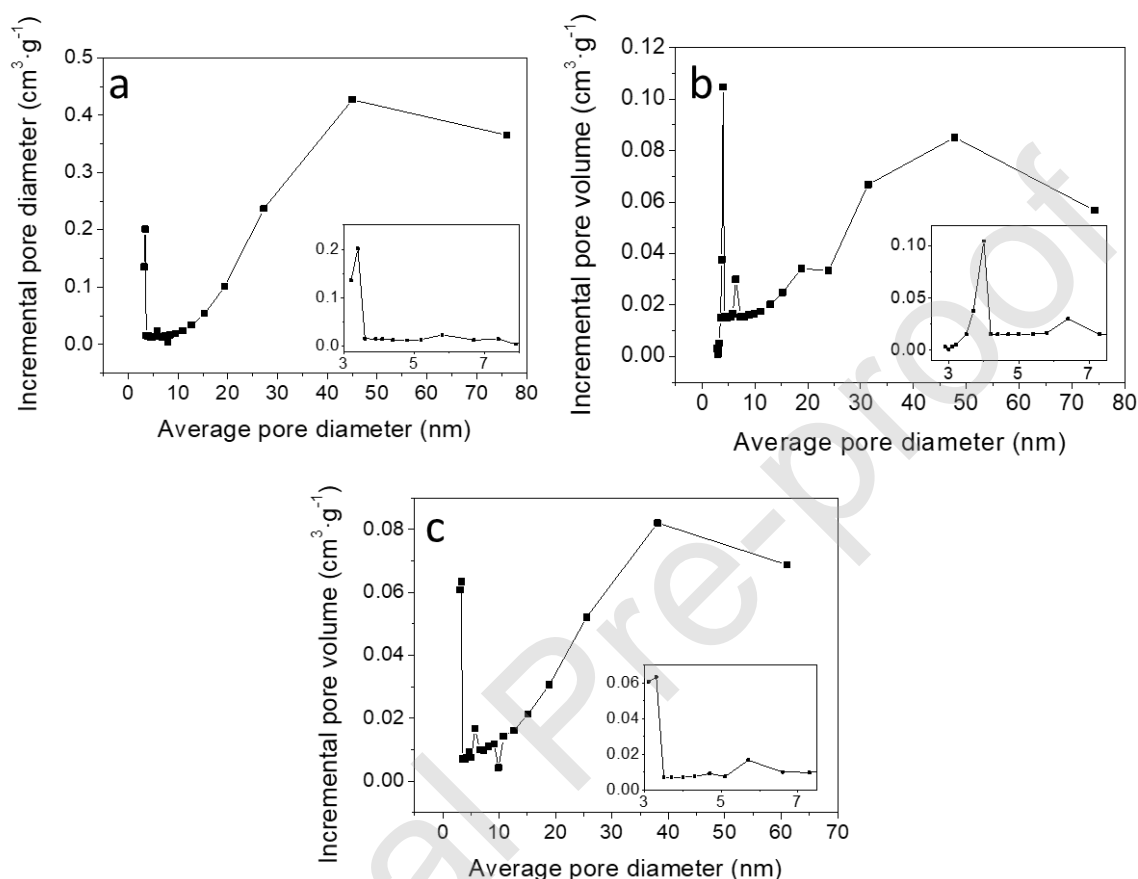 a
Incremental pore diameter (cm³·g⁻¹)
0.5
0.4
0.3
0.2
0.1
0.0
0 10 20 30 40 50 60 70 80
Average pore diameter (nm)
0.2
0.1
0.0
3 5 7
b
Incremental pore volume (cm³·g⁻¹)
0.12
0.10
0.08
0.06
0.04
0.02
0.00
0 10 20 30 40 50 60 70 80
Average pore diameter (nm)
0.10
0.05
0.00
3 5 7
c
Incremental pore volume (cm³·g⁻¹)
0.08
0.06
0.04
0.02
0.00
0 10 20 30 40 50 60 70
Average pore diameter (nm)
0.06
0.04
0.02
0.00
3 5 7
al Pre-proof